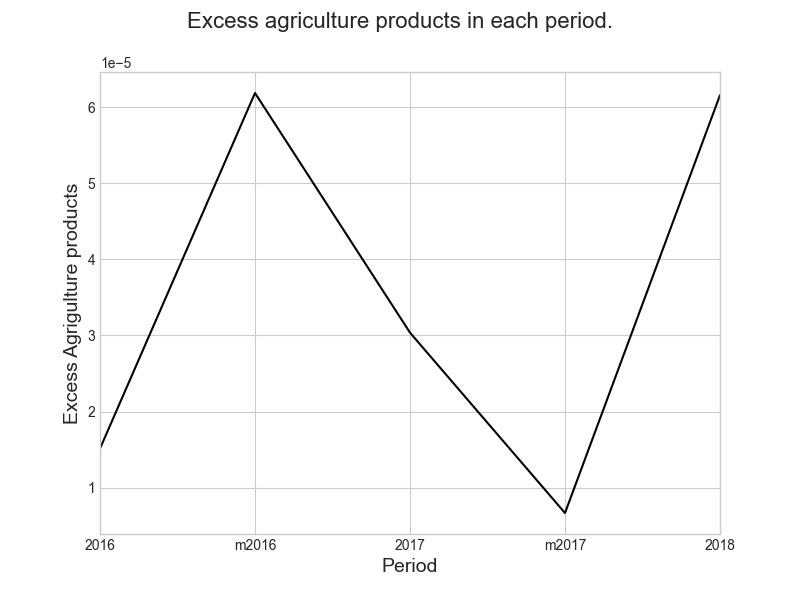 Excess agriculture products in each period.
1e−5
6
5
4
3
2
1
Excess Agrigulture products
2016 m2016 2017 m2017 2018
Period